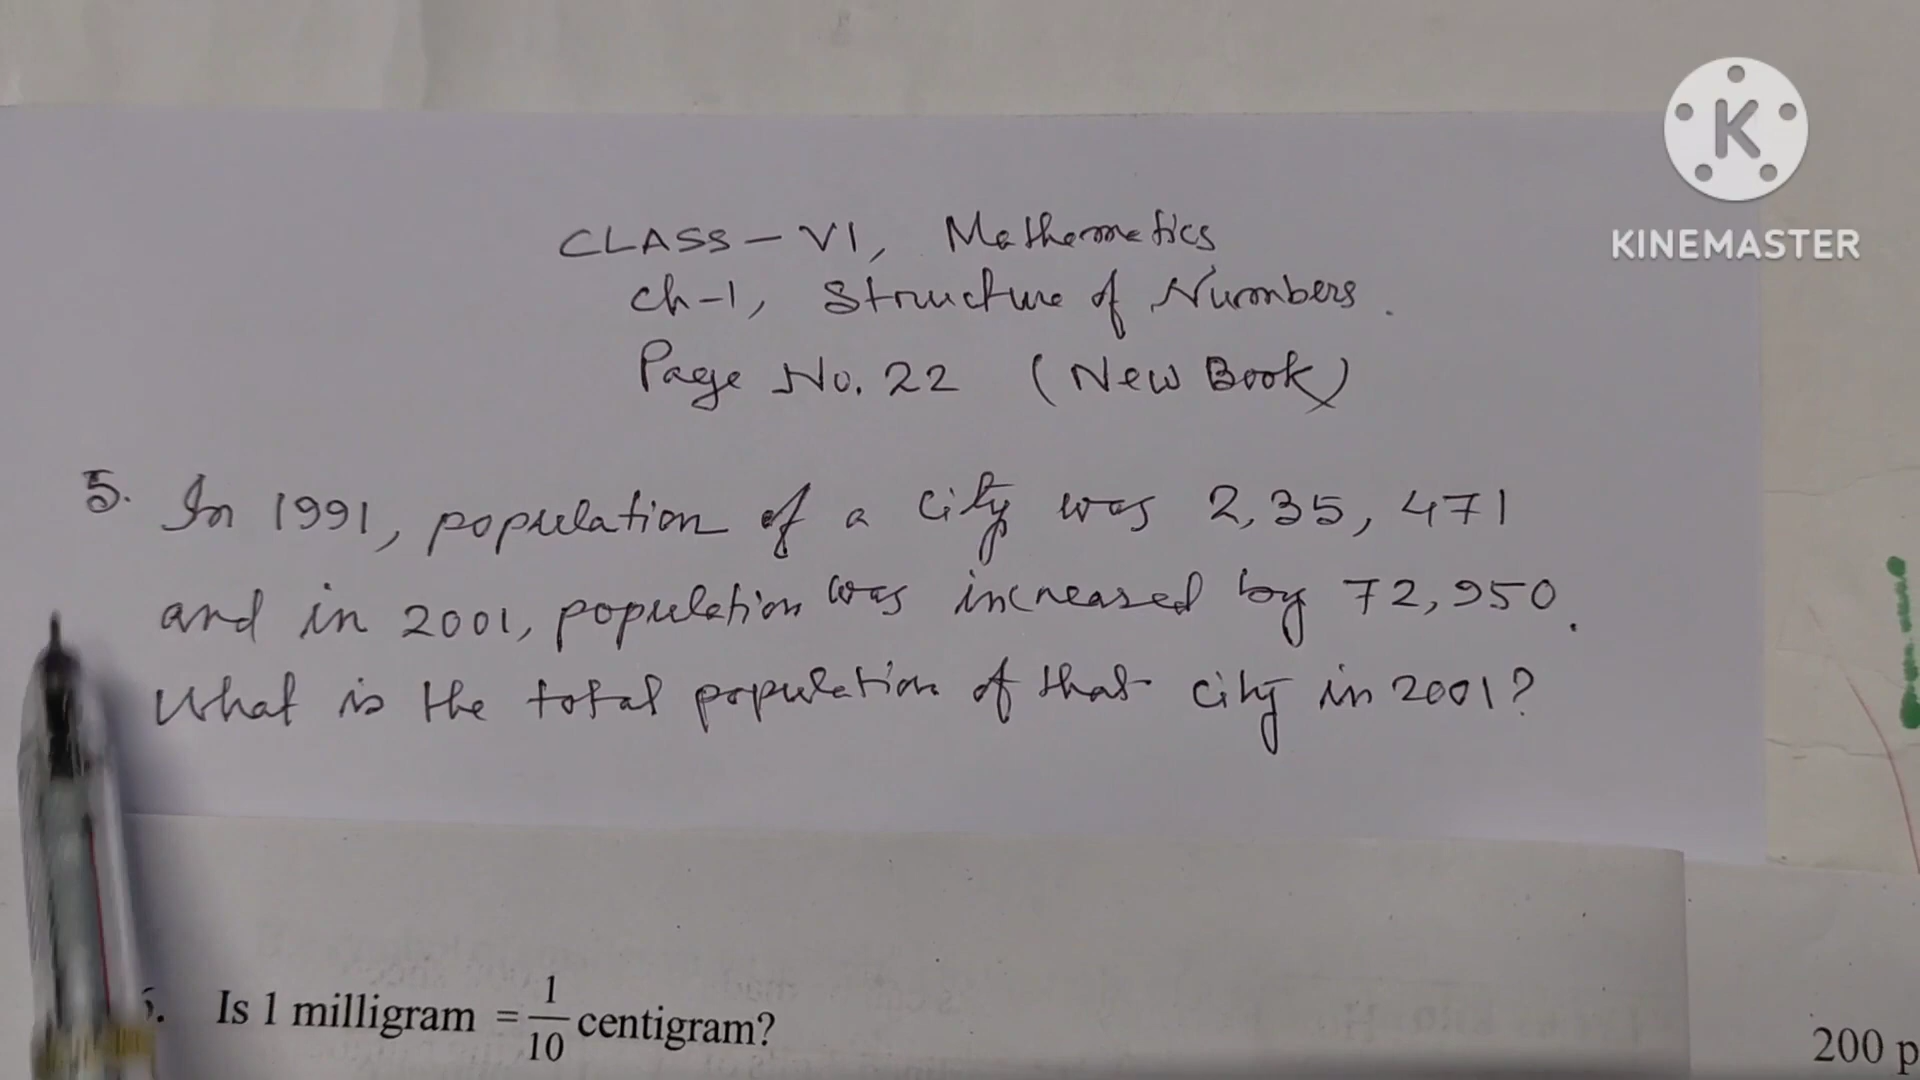 K
KINEMASTER
CLASS-VI, Mathematics
Ch-1, Structure of Numbers.
Page No. 22 (New Book)
5. In 1991, population of a city was 2,35,471
and in 2001, population was increased by 72,950.
What is the total population of that city in 2001?
Is 1 milligram = 1/10 centigram?
200 p